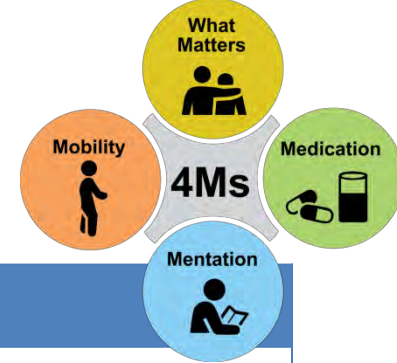 What
Matters
Mobility
4Ms
Medication
Mentation